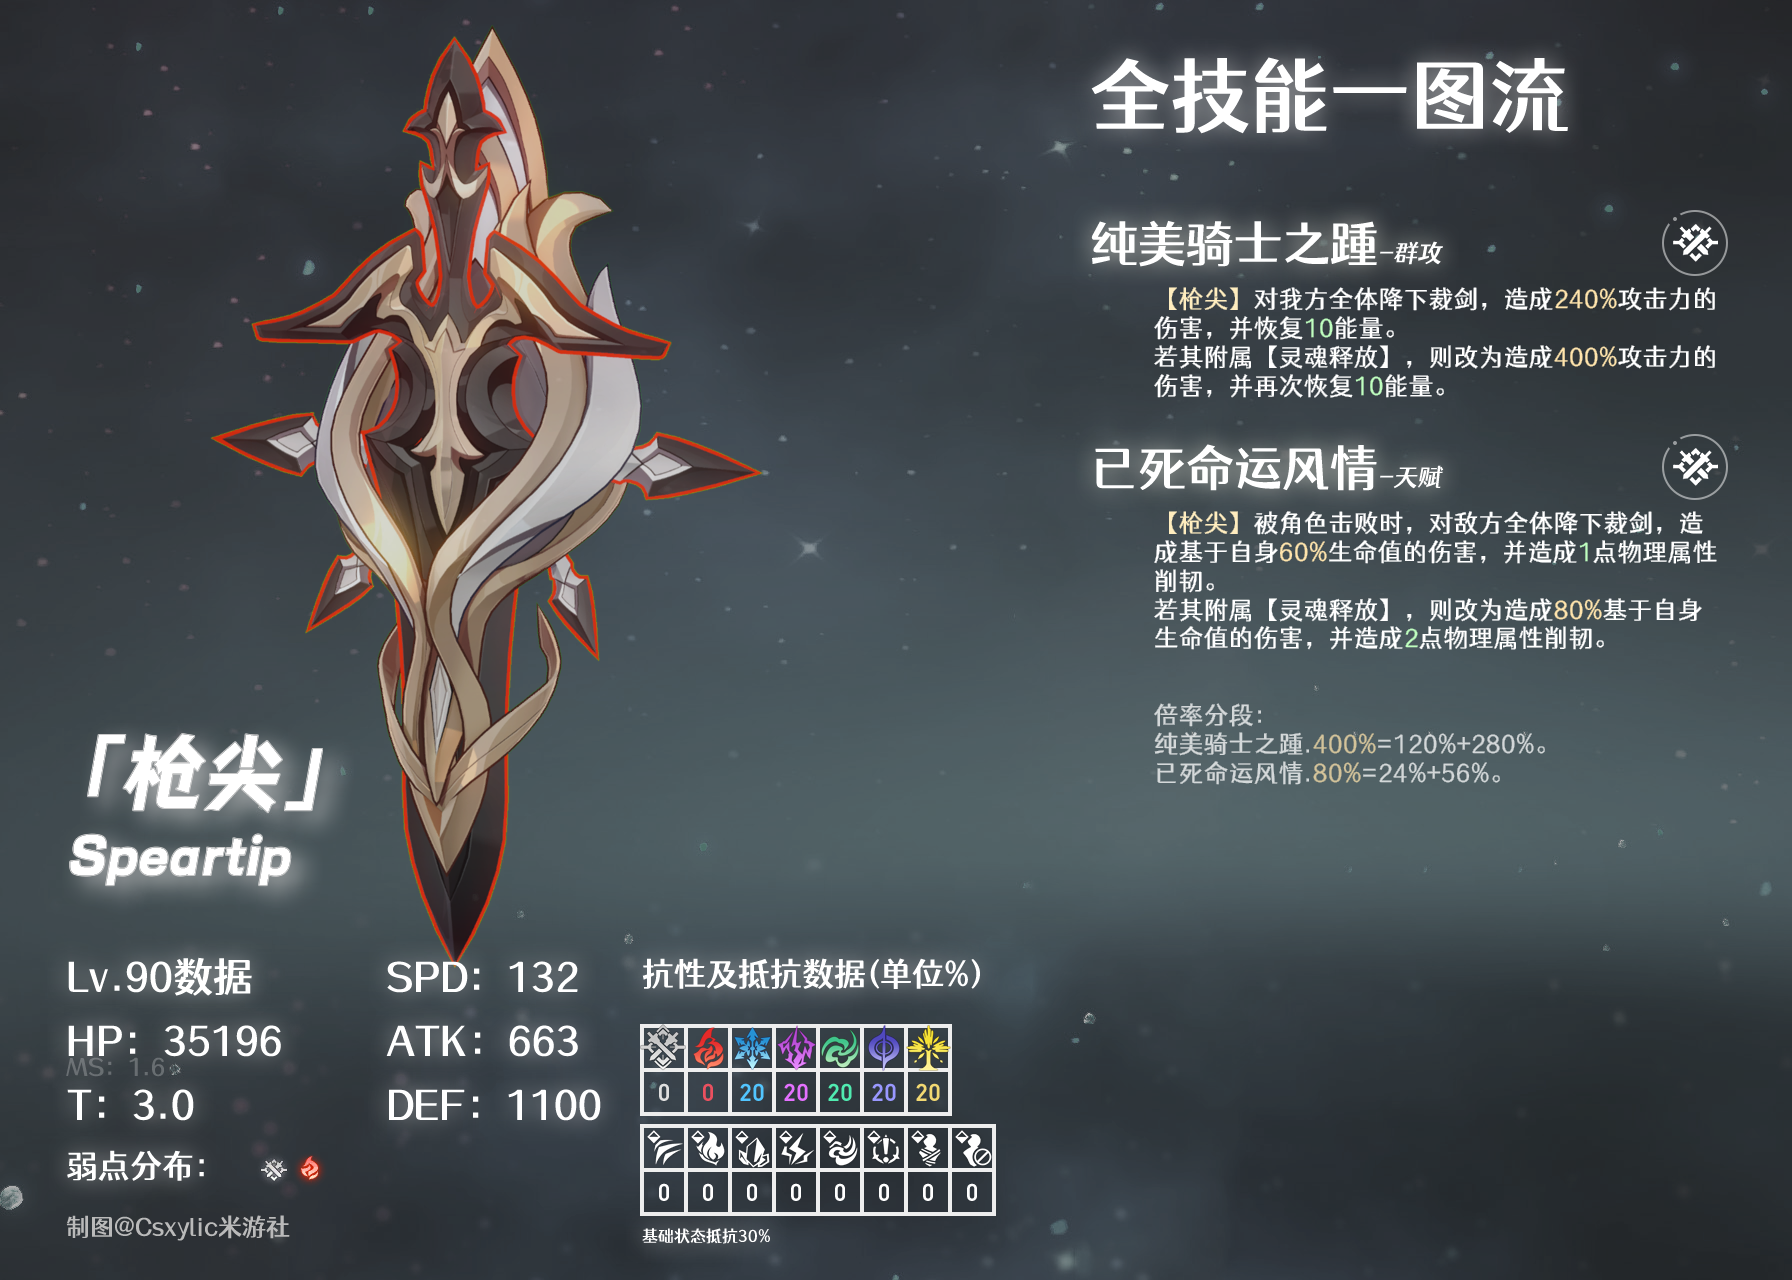 全技能一图流
纯美骑士之踵-群攻
【枪尖】对我方全体降下裁剑，造成240%攻击力的
伤害，并恢复10能量。
若其附属【灵魂释放】，则改为造成400%攻击力的
伤害，并再次恢复10能量。
已死命运风情-天赋
【枪尖】被角色击败时，对敌方全体降下裁剑，造
成基于自身60%生命值的伤害，并造成1点物理属性
削韧。
若其附属【灵魂释放】，则改为造成80%基于自身
生命值的伤害，并造成2点物理属性削韧。
倍率分段：
纯美骑士之踵.400%=120%+280%。
已死命运风情.80%=24%+56%。
「枪尖」
Speartip
Lv.90数据
SPD：132
HP：35196
ATK：663
MS：1.6
T：3.0
DEF：1100
弱点分布：
制图@Csxylic米游社
抗性及抵抗数据(单位%)
0 0 20 20 20 20 20
0 0 0 0 0 0 0 0
基础状态抵抗30%